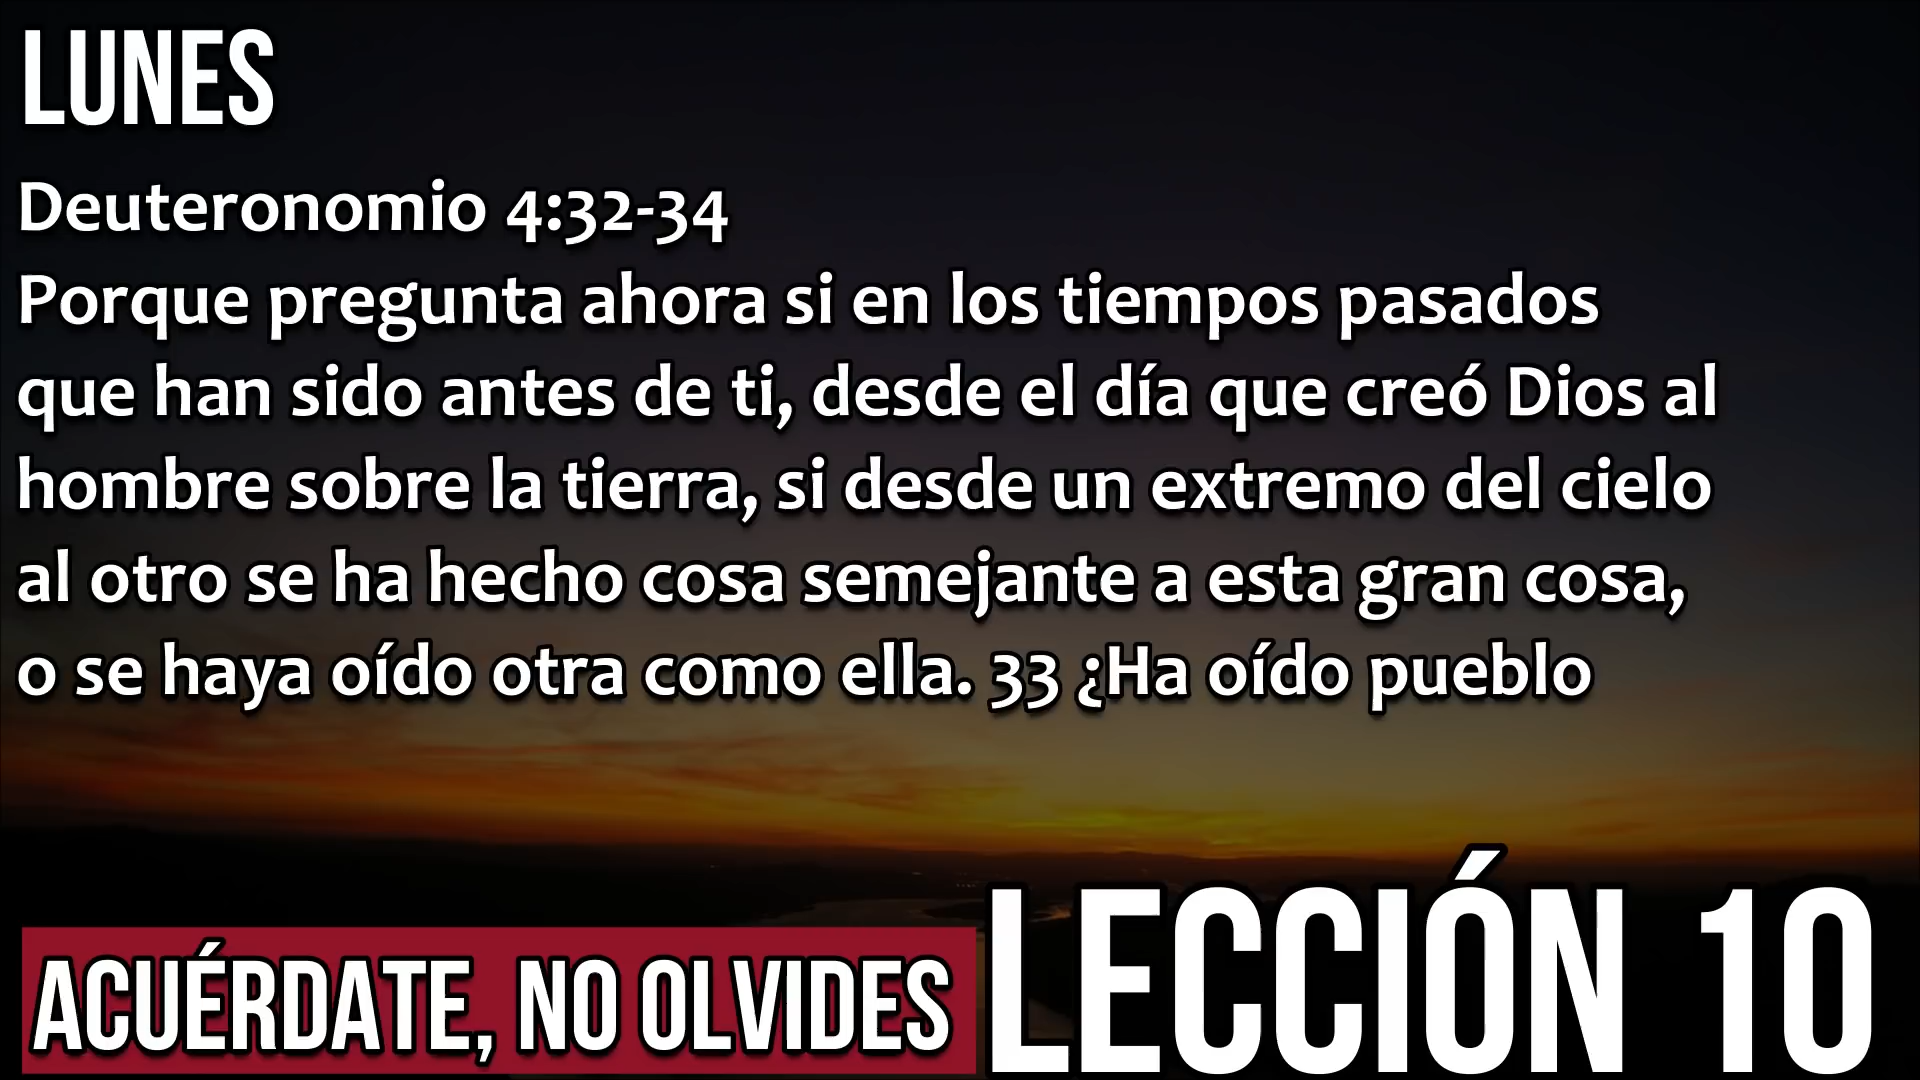 LUNES
Deuteronomio 4:32-34
Porque pregunta ahora si en los tiempos pasados
que han sido antes de ti, desde el día que creó Dios al
hombre sobre la tierra, si desde un extremo del cielo
al otro se ha hecho cosa semejante a esta gran cosa,
o se haya oído otra como ella. 33 ¿Ha oído pueblo
ACUÉRDATE, NO OLVIDES
LECCIÓN 10